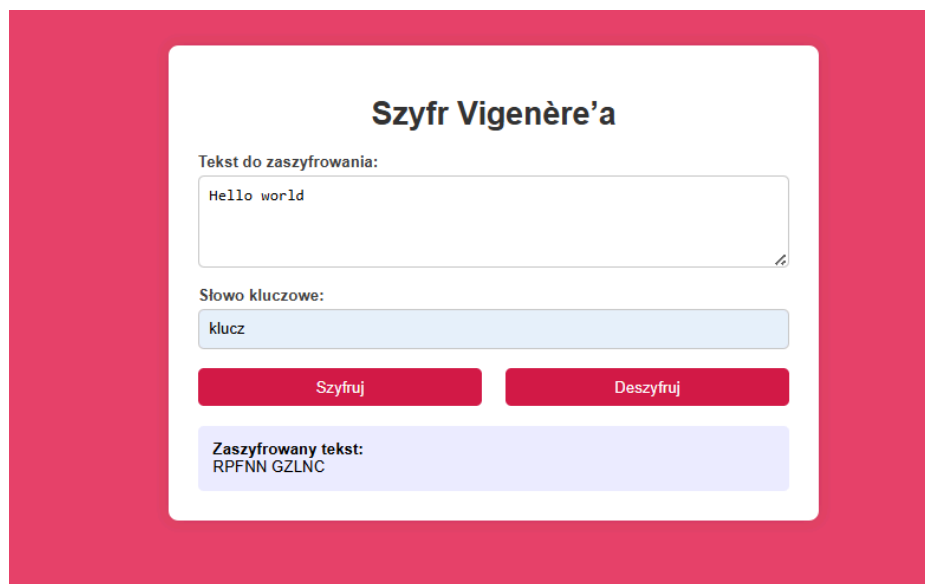 Szyfr Vigenère’a
Tekst do zaszyfrowania:
Hello world
Słowo kluczowe:
klucz
Szyfruj Deszyfruj
Zaszyfrowany tekst:
RPFNN GZLNC